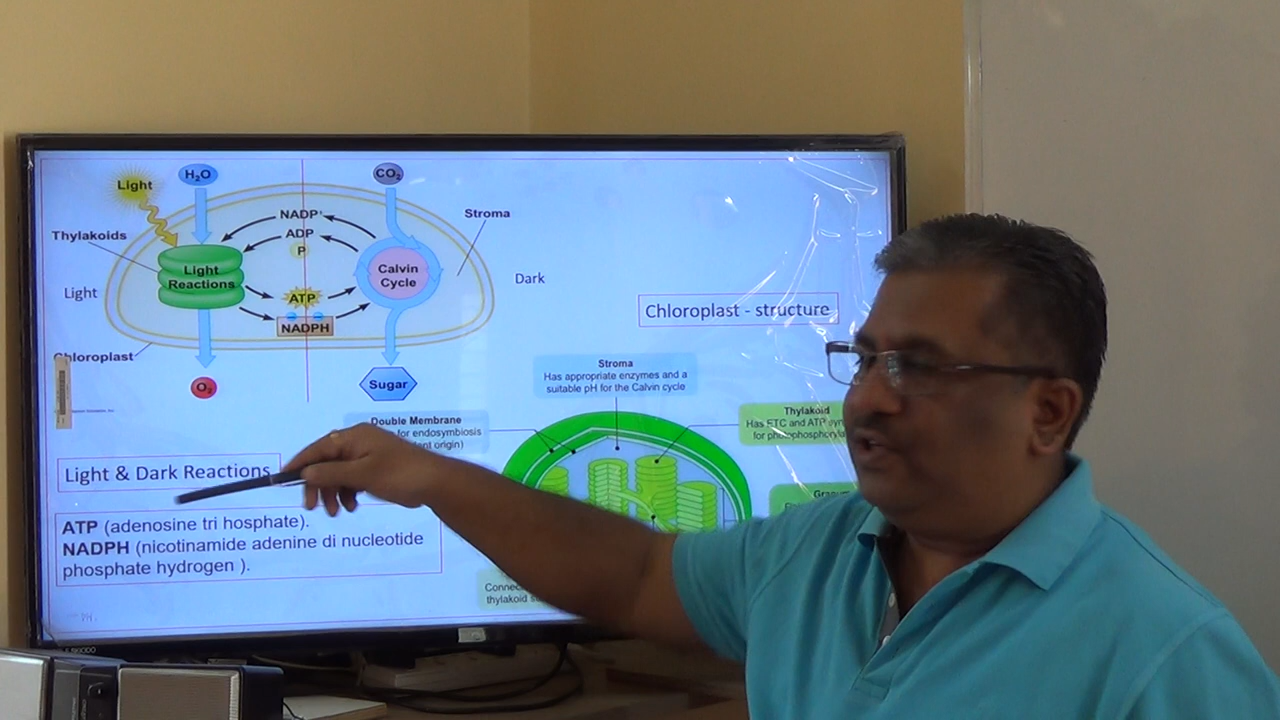 Light
H₂O
CO₂
NADP⁺
Stroma
Thylakoids
ADP
P
Light
Reactions
Calvin
Cycle
Light
Dark
ATP
NADPH
Chloroplast - structure
Chloroplast
O₂
Sugar
Stroma
Has appropriate enzymes and a
suitable pH for the Calvin cycle
Double Membrane
for endosymbiosis
Thylakoid
Has ETC and ATP
for
Light & Dark Reactions
ATP (adenosine tri hosphate).
NADPH (nicotinamide adenine di nucleotide
phosphate hydrogen ).
thylakoid